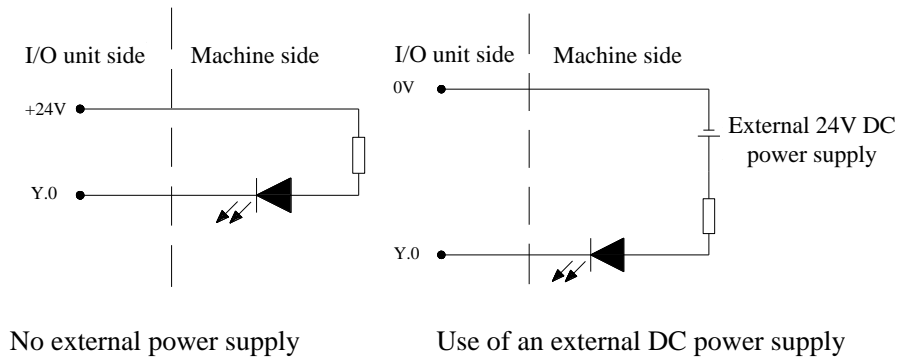 I/O unit side
Machine side
+24V
Y.0
No external power supply
I/O unit side
Machine side
0V
External 24V DC
power supply
Y.0
Use of an external DC power supply